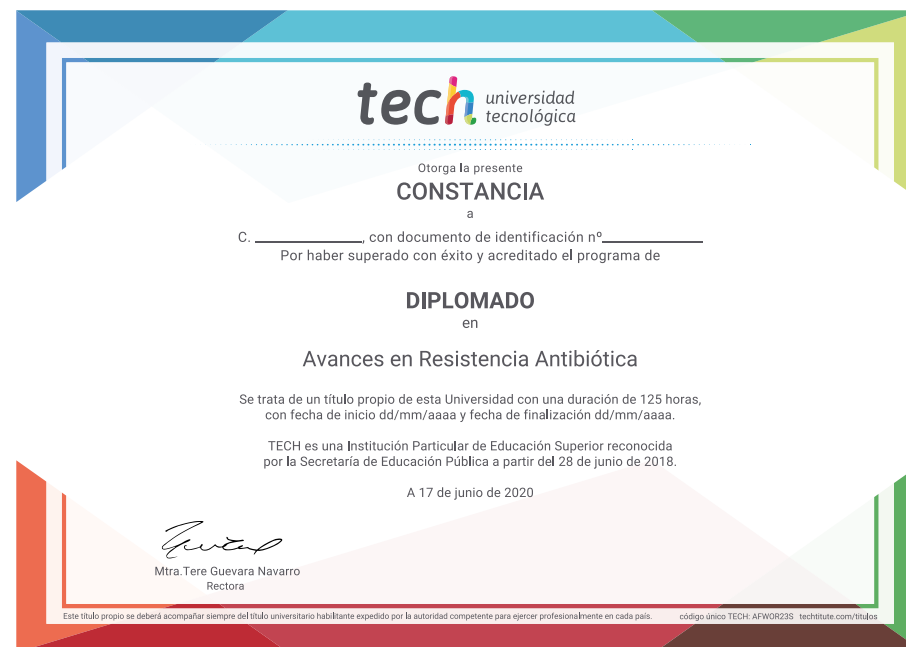 tech universidad
tecnológica
Otorga la presente
CONSTANCIA
a
C. ______________, con documento de identificación nº_____________
Por haber superado con éxito y acreditado el programa de
DIPLOMADO
en
Avances en Resistencia Antibiótica
Se trata de un título propio de esta Universidad con una duración de 125 horas,
con fecha de inicio dd/mm/aaaa y fecha de finalización dd/mm/aaaa.
TECH es una Institución Particular de Educación Superior reconocida
por la Secretaría de Educación Pública a partir del 28 de junio de 2018.
A 17 de junio de 2020
Mtra.Tere Guevara Navarro
Rectora
Este título propio se deberá acompañar siempre del título universitario habilitante expedido por la autoridad competente para ejercer profesionalmente en cada país. código único TECH: AFWOR23S techtitute.com/titulos